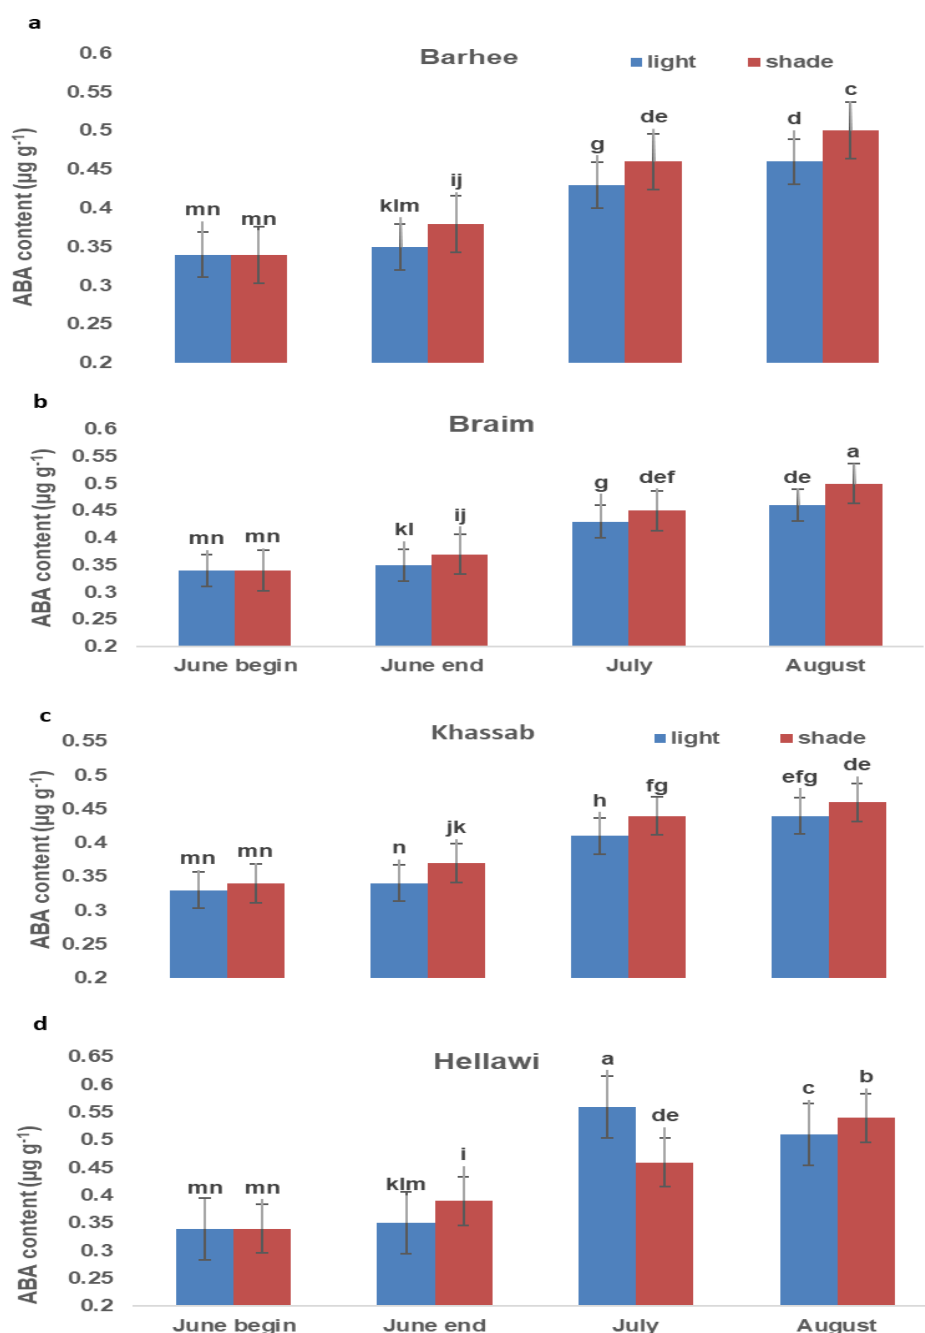 a
Barhee
light shade
ABA content (µg g-1)
0.6
0.55
0.5
0.45
0.4
0.35
0.3
0.25
0.2
mn mn klm ij g de d c
b
Braim
ABA content (µg g-1)
0.6
0.55
0.5
0.45
0.4
0.35
0.3
0.25
0.2
mn mn kl ij g def de a
June begin June end July August
c
Khassab
light shade
ABA content (µg g-1)
0.55
0.5
0.45
0.4
0.35
0.3
0.25
0.2
mn mn n jk h fg efg de
d
Hellawi
ABA content (µg g-1)
0.65
0.6
0.55
0.5
0.45
0.4
0.35
0.3
0.25
0.2
mn mn klm i a de c b
June begin June end July August